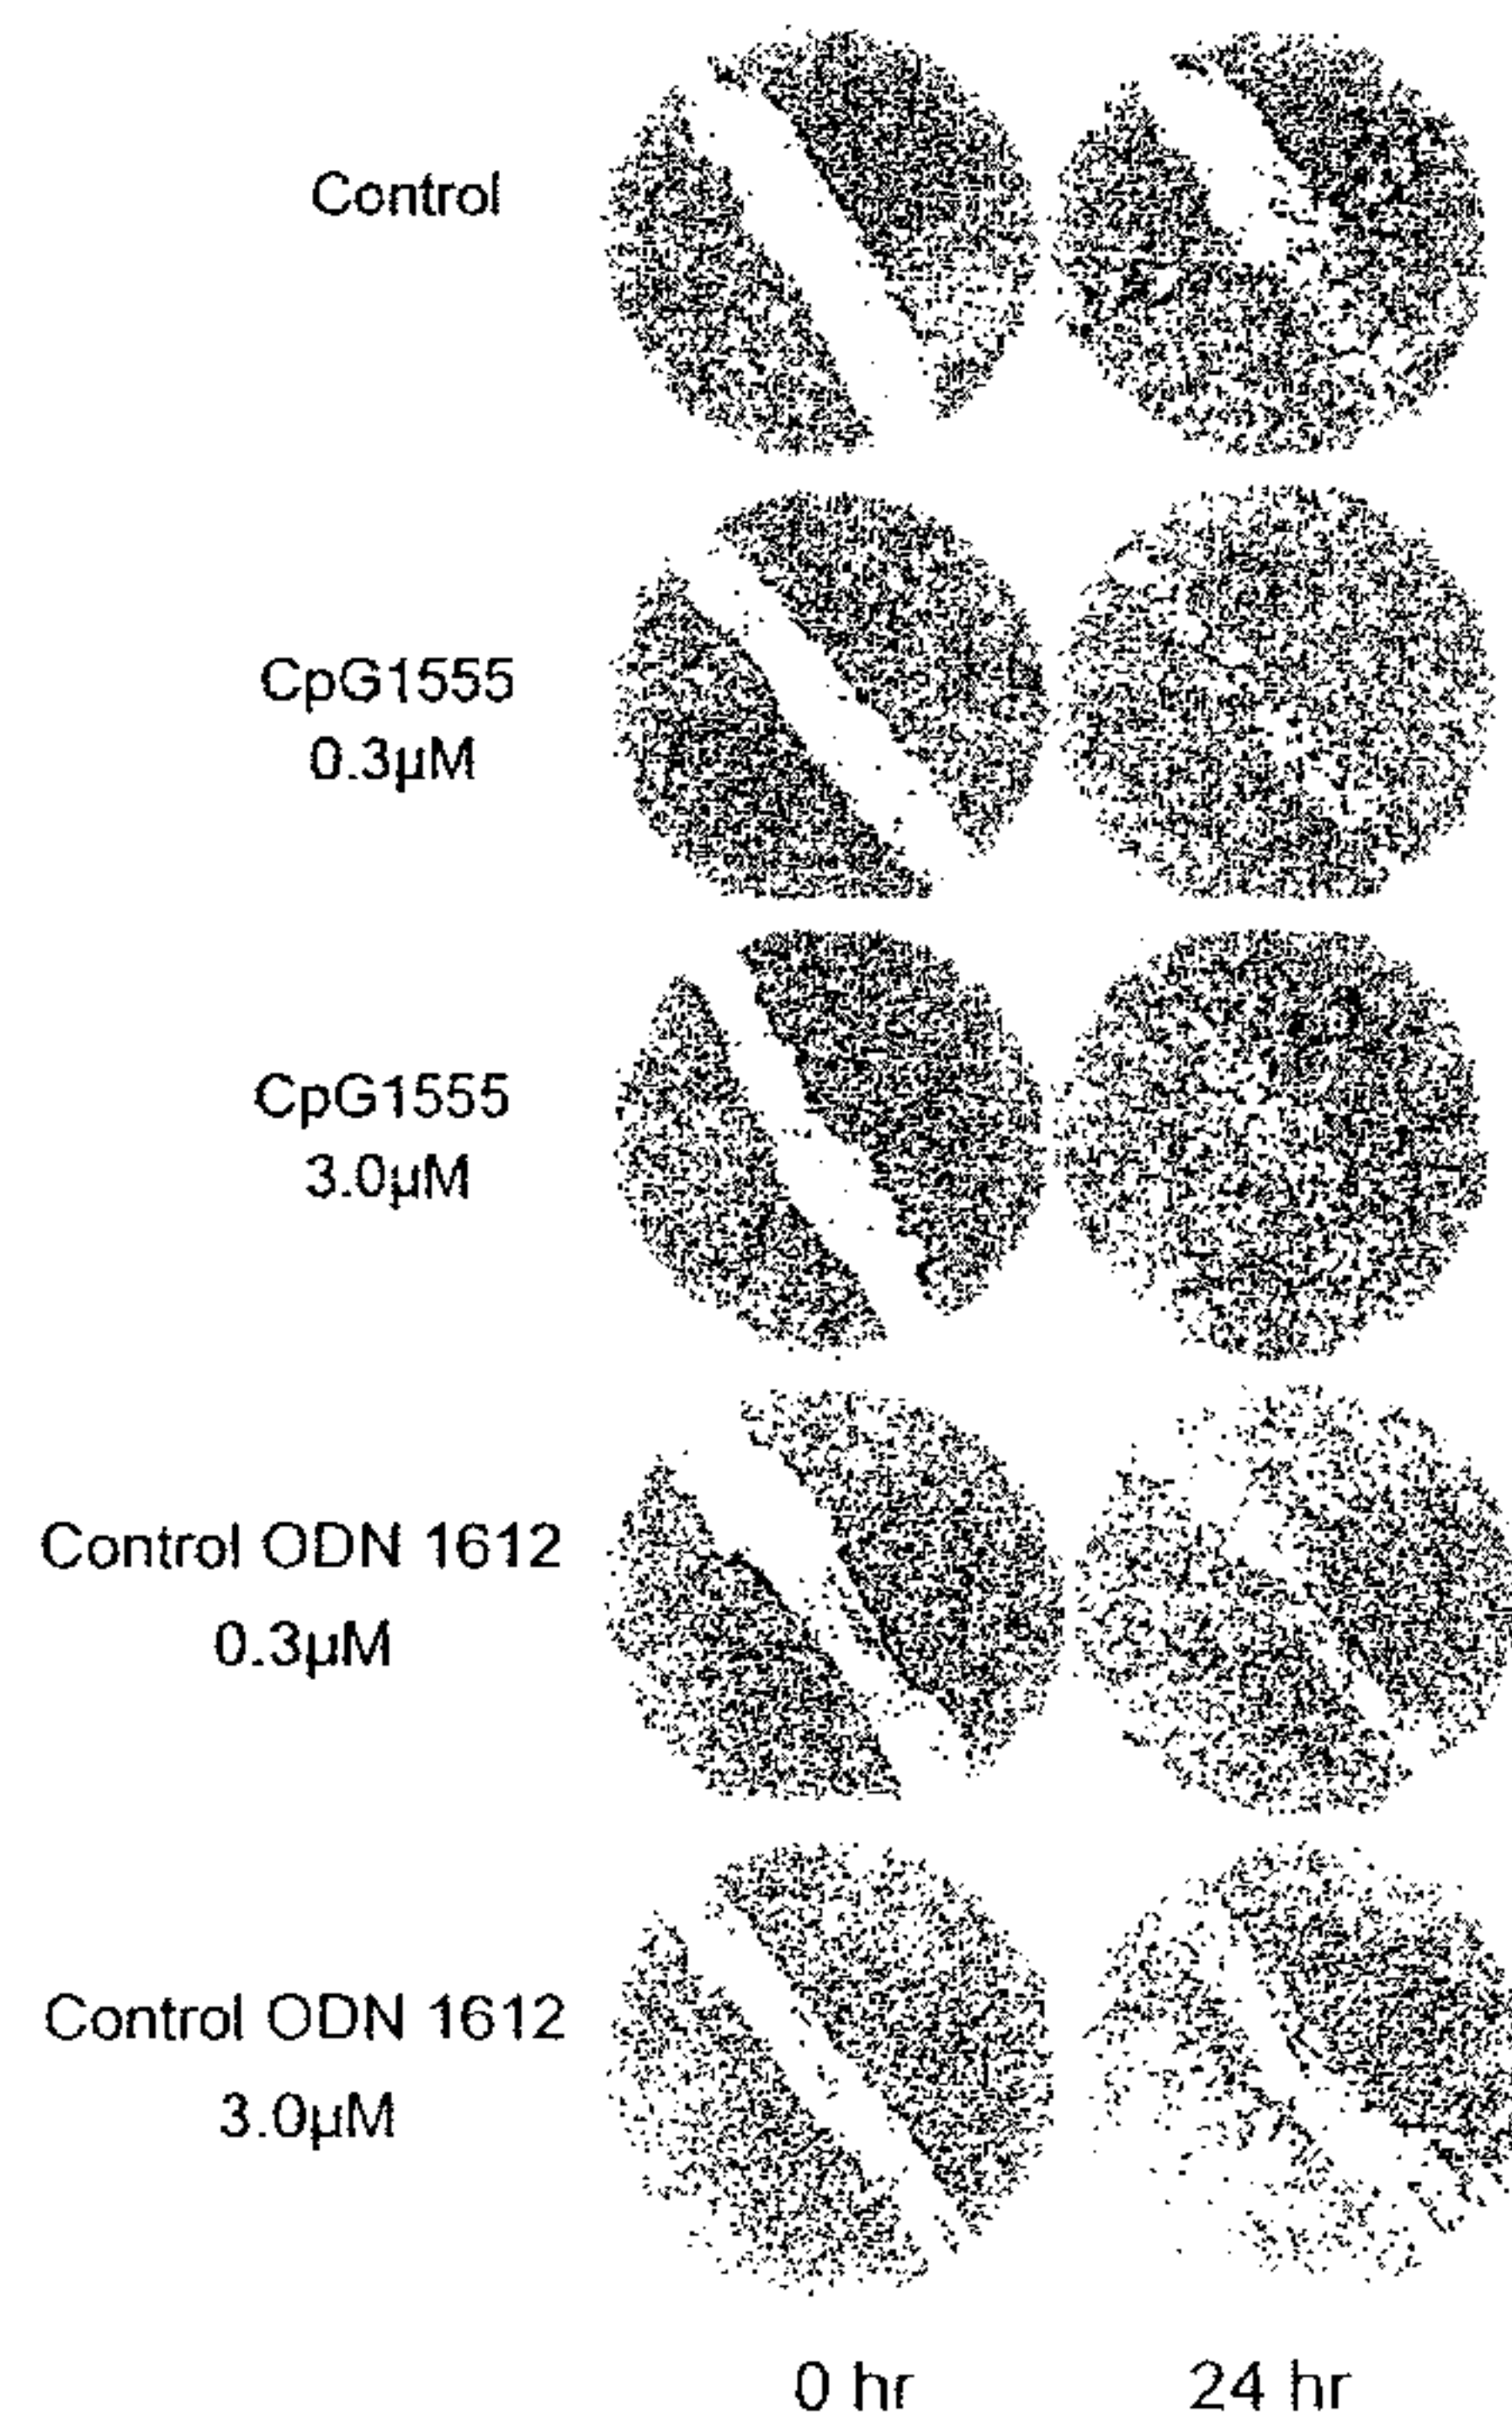 Control
CpG1555
0.3µM
CpG1555
3.0µM
Control ODN 1612
0.3µM
Control ODN 1612
3.0µM
0 hr 24 hr